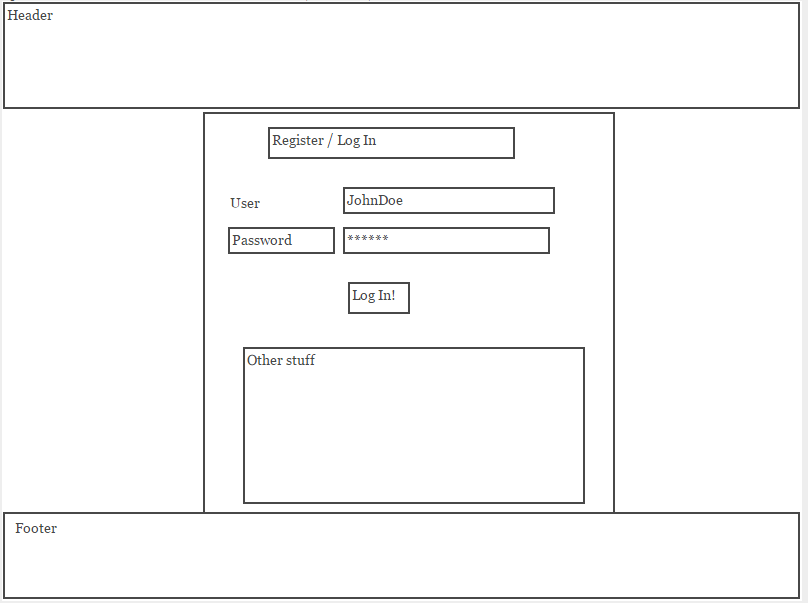 Header
Register / Log In
User
JohnDoe
Password
******
Log In!
Other stuff
Footer